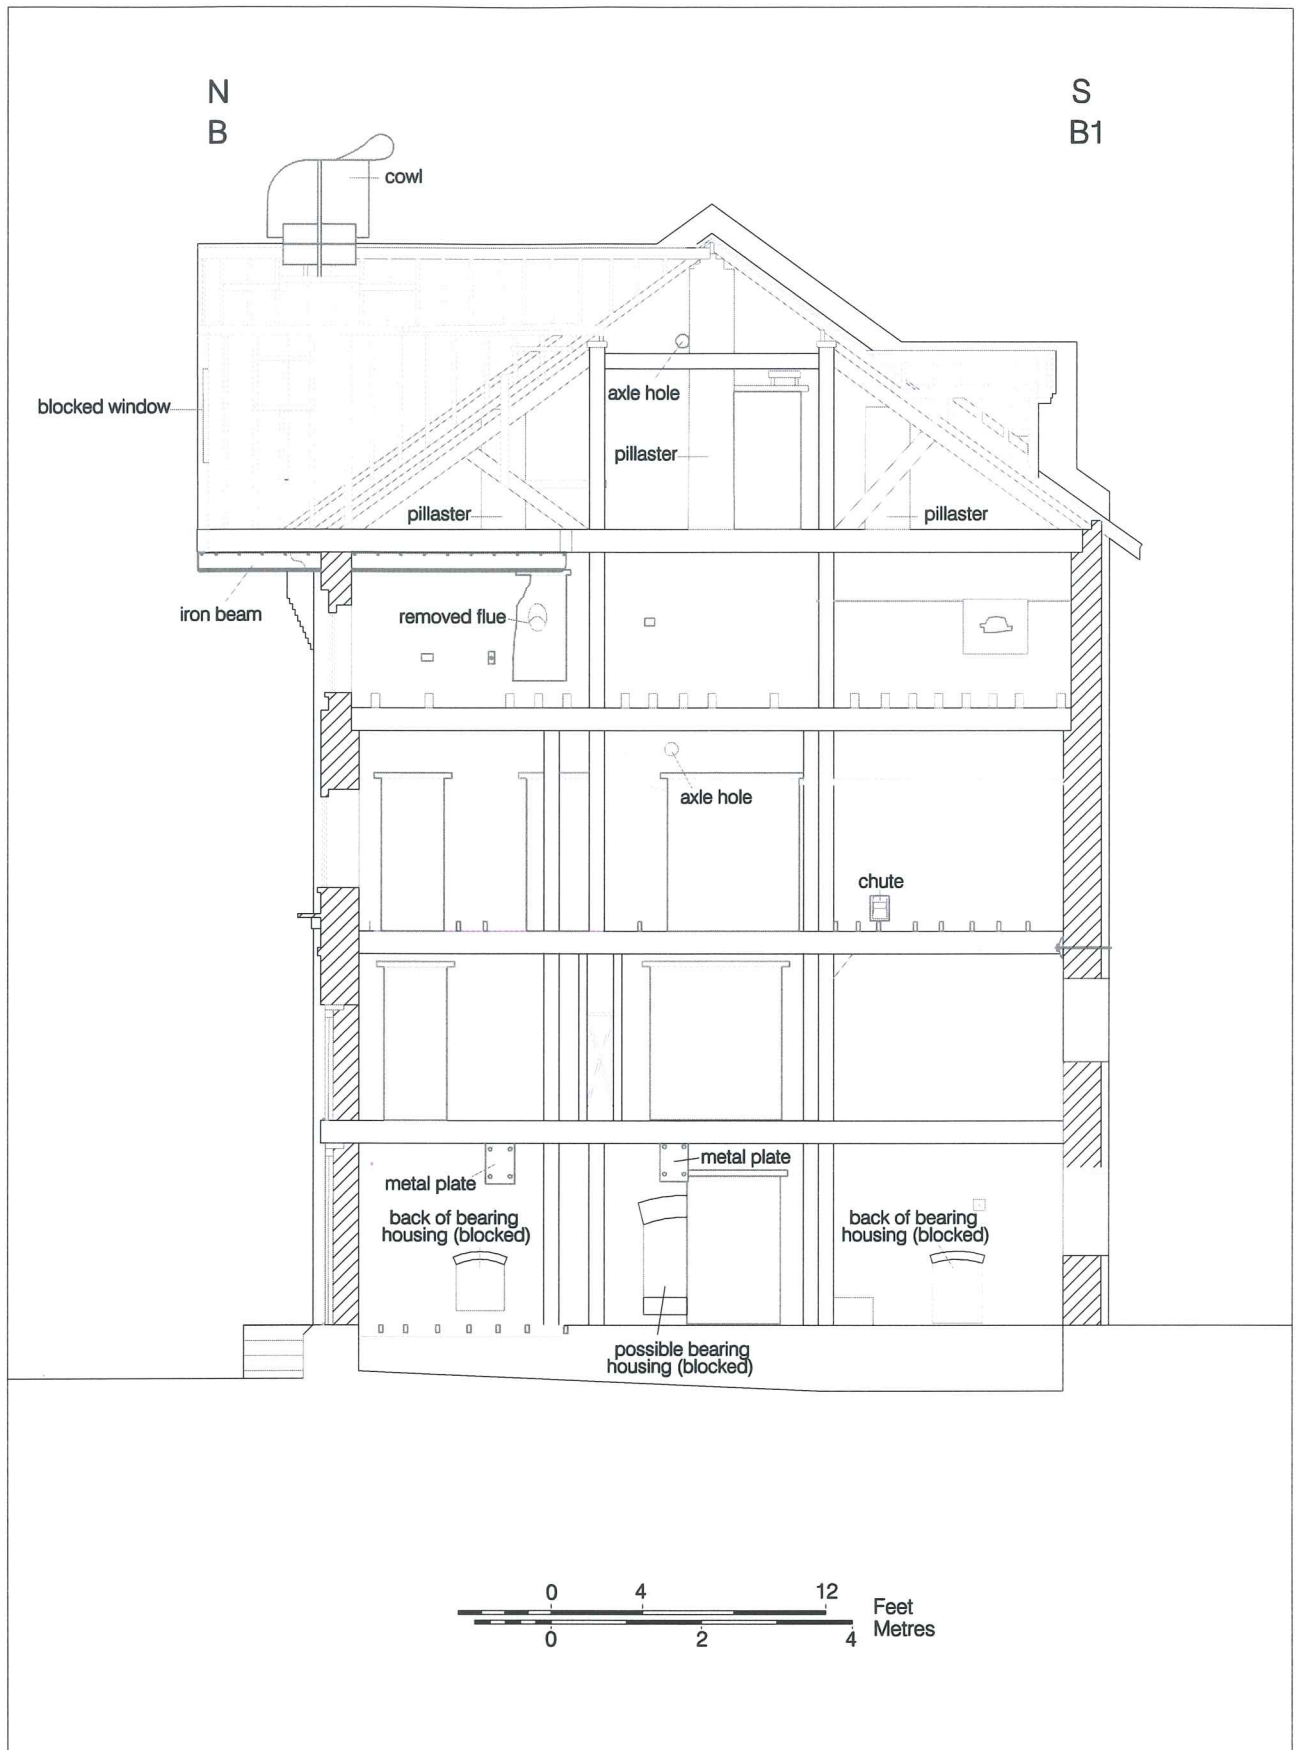 N
B
S
B1
cowl
blocked window
axle hole
pillaster
pillaster
pillaster
iron beam
removed flue
axle hole
chute
metal plate
metal plate
back of bearing
housing (blocked)
back of bearing
housing (blocked)
possible bearing
housing (blocked)
0 4 12
Feet
Metres
0 2 4